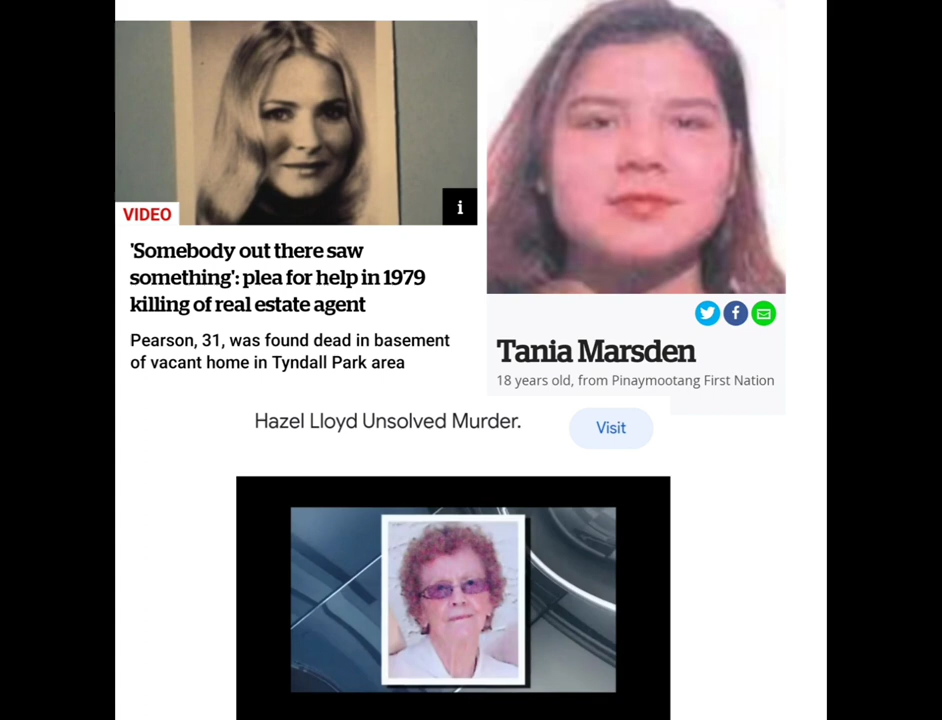 VIDEO
i
'Somebody out there saw
something': plea for help in 1979
killing of real estate agent
Pearson, 31, was found dead in basement
of vacant home in Tyndall Park area
Tania Marsden
18 years old, from Pinaymootang First Nation
Hazel Lloyd Unsolved Murder.
Visit